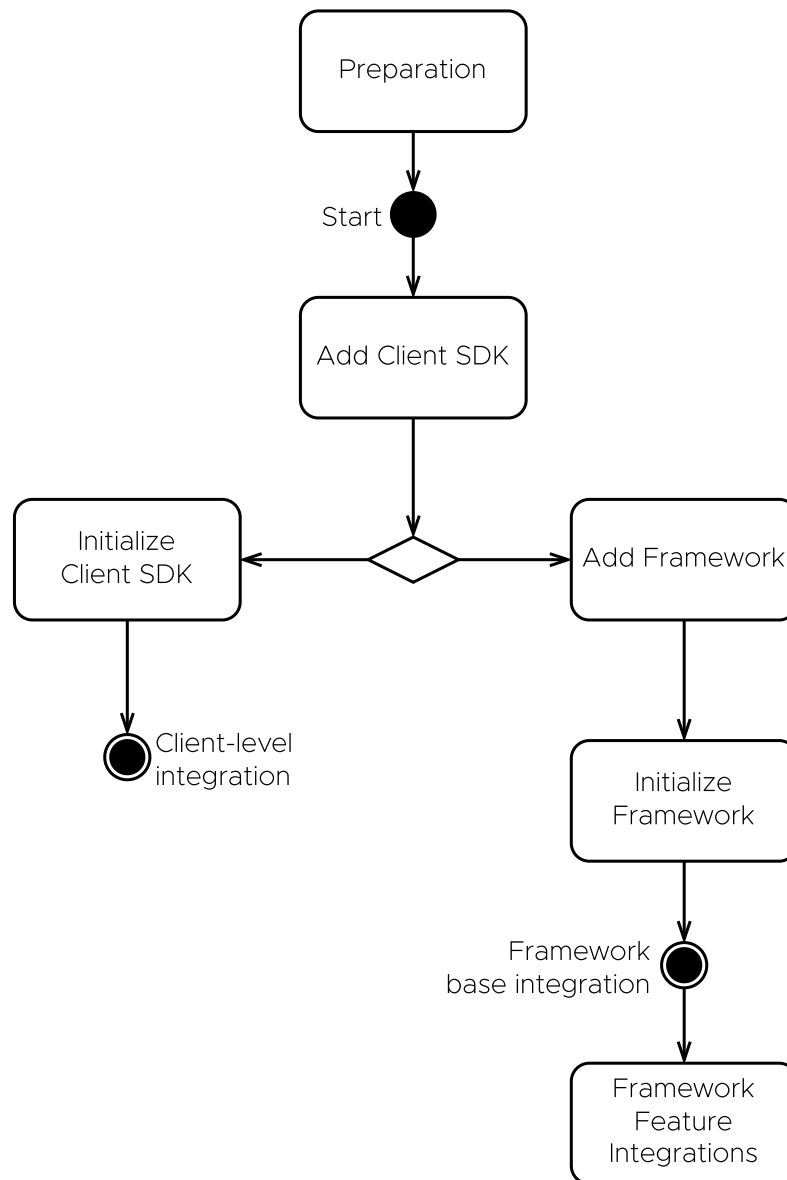 Preparation
Start
Add Client SDK
Initialize
Client SDK
Add Framework
Client-level
integration
Initialize
Framework
Framework
base integration
Framework
Feature
Integrations